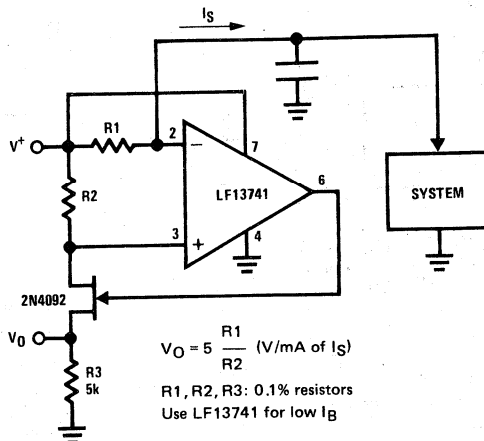 IS
R1
2
7
V+
LF13741
6
R2
SYSTEM
3
4
2N4092
VO
R3
5k
VO = 5 R1/R2 (V/mA of IS)
R1, R2, R3: 0.1% resistors
Use LF13741 for low IB